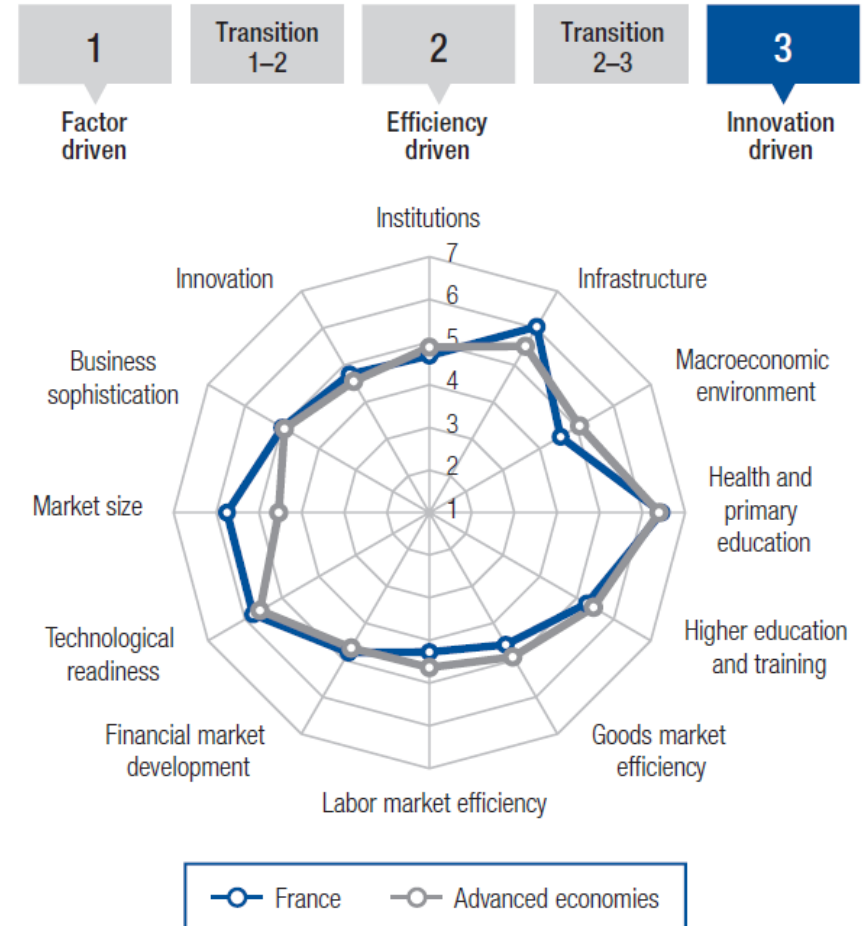 1
Transition
1–2
2
Transition
2–3
3
Factor
driven
Efficiency
driven
Innovation
driven
Institutions
7
6
5
4
3
2
1
Infrastructure
Macroeconomic
environment
Health and
primary
education
Higher education
and training
Goods market
efficiency
Labor market efficiency
Financial market
development
Technological
readiness
Market size
Business
sophistication
Innovation
France
Advanced economies